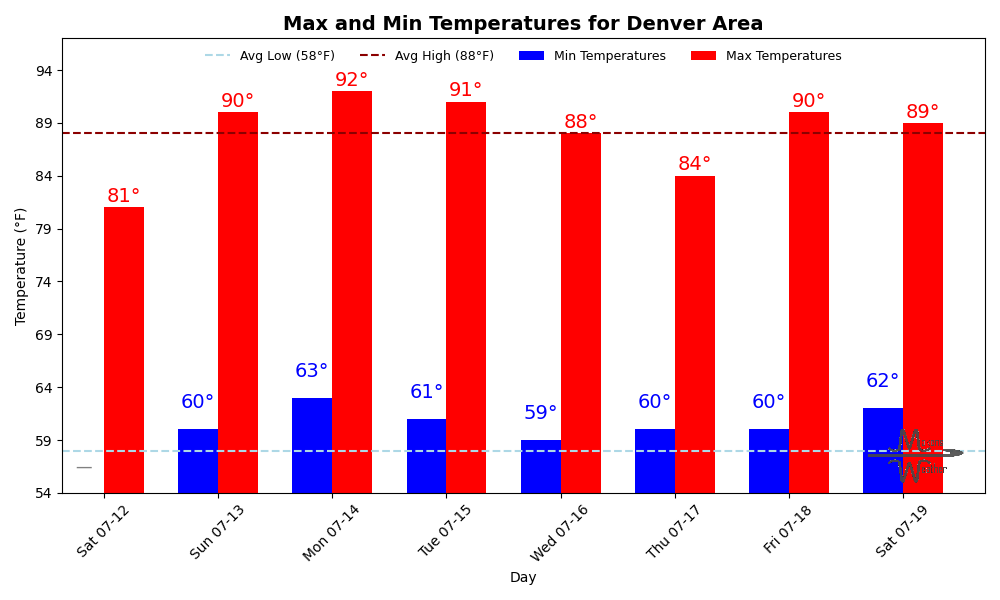 Max and Min Temperatures for Denver Area
Avg Low (58°F) Avg High (88°F) Min Temperatures Max Temperatures
94
89
84
79
74
69
64
59
54
Temperature (°F)
81°
90°
92°
91°
88°
84°
90°
89°
60°
63°
61°
59°
60°
60°
62°
Sat 07-12
Sun 07-13
Mon 07-14
Tue 07-15
Wed 07-16
Thu 07-17
Fri 07-18
Sat 07-19
Day